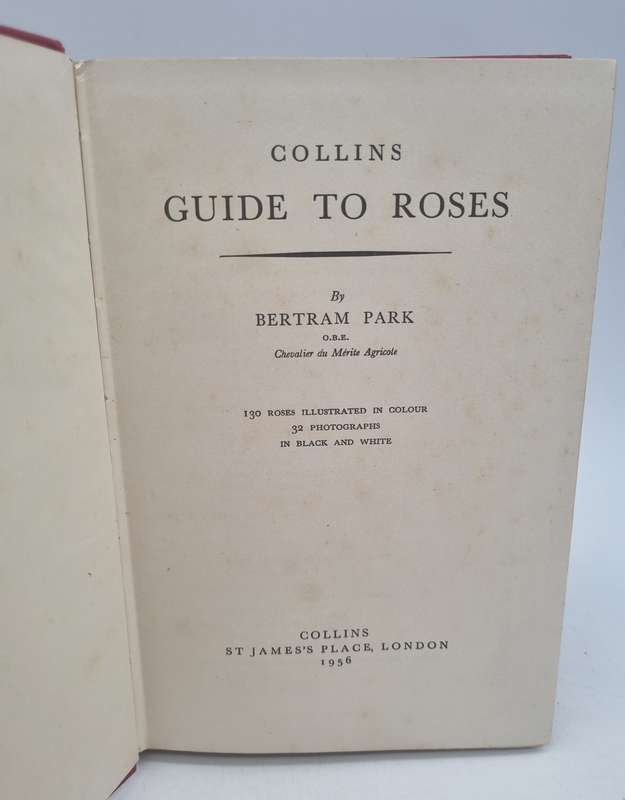 COLLINS
GUIDE TO ROSES
By
BERTRAM PARK
O.B.E.
Chevalier du Mérite Agricole
130 ROSES ILLUSTRATED IN COLOUR
32 PHOTOGRAPHS
IN BLACK AND WHITE
COLLINS
ST JAMES'S PLACE, LONDON
1956